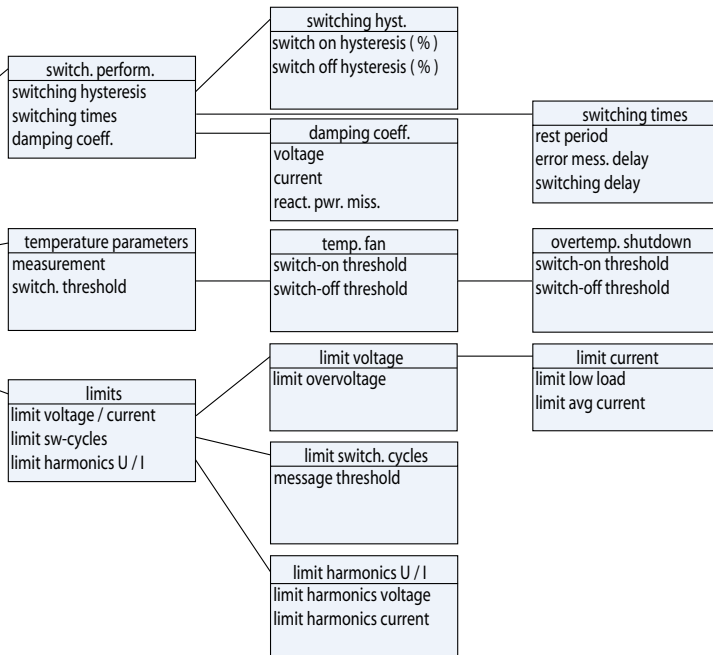 switching hyst.
switch on hysteresis ( % )
switch off hysteresis ( % )
switch. perform.
switching hysteresis
switching times
damping coeff.
damping coeff.
voltage
current
react. pwr. miss.
switching times
rest period
error mess. delay
switching delay
temperature parameters
measurement
switch. threshold
temp. fan
switch-on threshold
switch-off threshold
overtemp. shutdown
switch-on threshold
switch-off threshold
limits
limit voltage / current
limit sw-cycles
limit harmonics U / I
limit voltage
limit overvoltage
limit current
limit low load
limit avg current
limit switch. cycles
message threshold
limit harmonics U / I
limit harmonics voltage
limit harmonics current